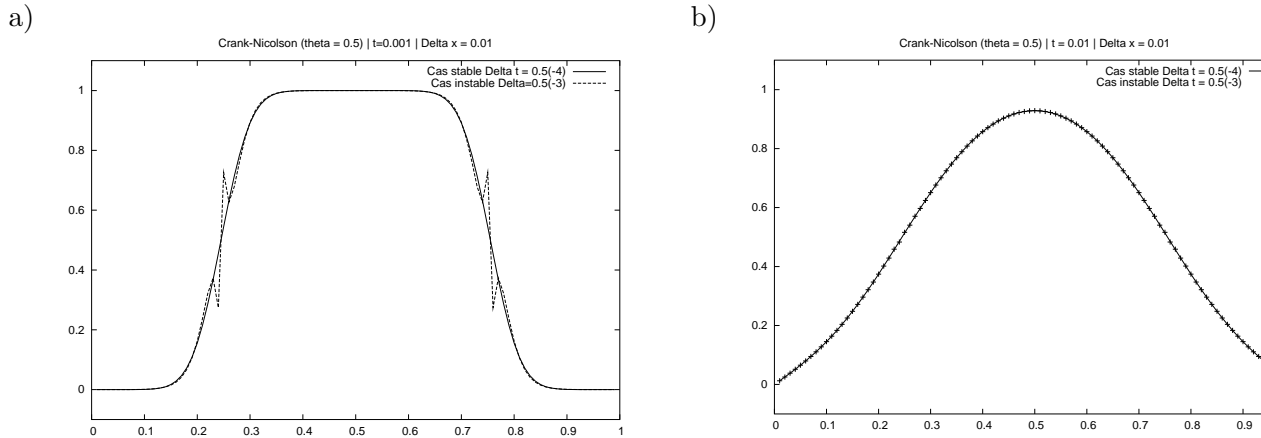 a)
Crank-Nicolson (theta = 0.5) | t=0.001 | Delta x = 0.01
Cas stable Delta t = 0.5(-4)
Cas instable Delta=0.5(-3)
1
0.8
0.6
0.4
0.2
0
0 0.1 0.2 0.3 0.4 0.5 0.6 0.7 0.8 0.9 1
b)
Crank-Nicolson (theta = 0.5) | t = 0.01 | Delta x = 0.01
Cas stable Delta t = 0.5(-4)
Cas instable Delta t = 0.5(-3)
1
0.8
0.6
0.4
0.2
0
0 0.1 0.2 0.3 0.4 0.5 0.6 0.7 0.8 0.9